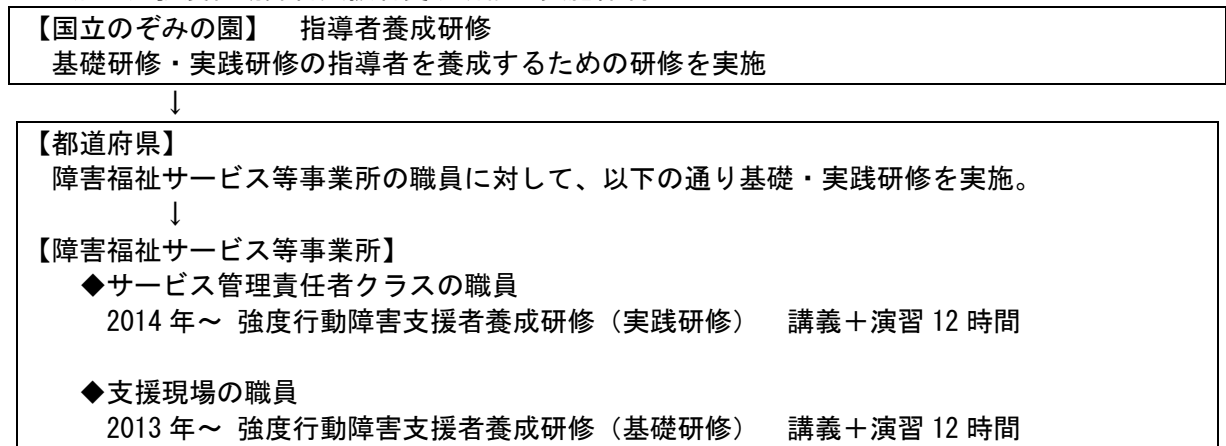 【国立のぞみの園】　指導者養成研修
基礎研修・実践研修の指導者を養成するための研修を実施
↓
【都道府県】
障害福祉サービス等事業所の職員に対して、以下の通り基礎・実践研修を実施。
↓
【障害福祉サービス等事業所】
◆サービス管理責任者クラスの職員
2014 年～ 強度行動障害支援者養成研修（実践研修）　講義＋演習 12 時間
◆支援現場の職員
2013 年～ 強度行動障害支援者養成研修（基礎研修）　講義＋演習 12 時間